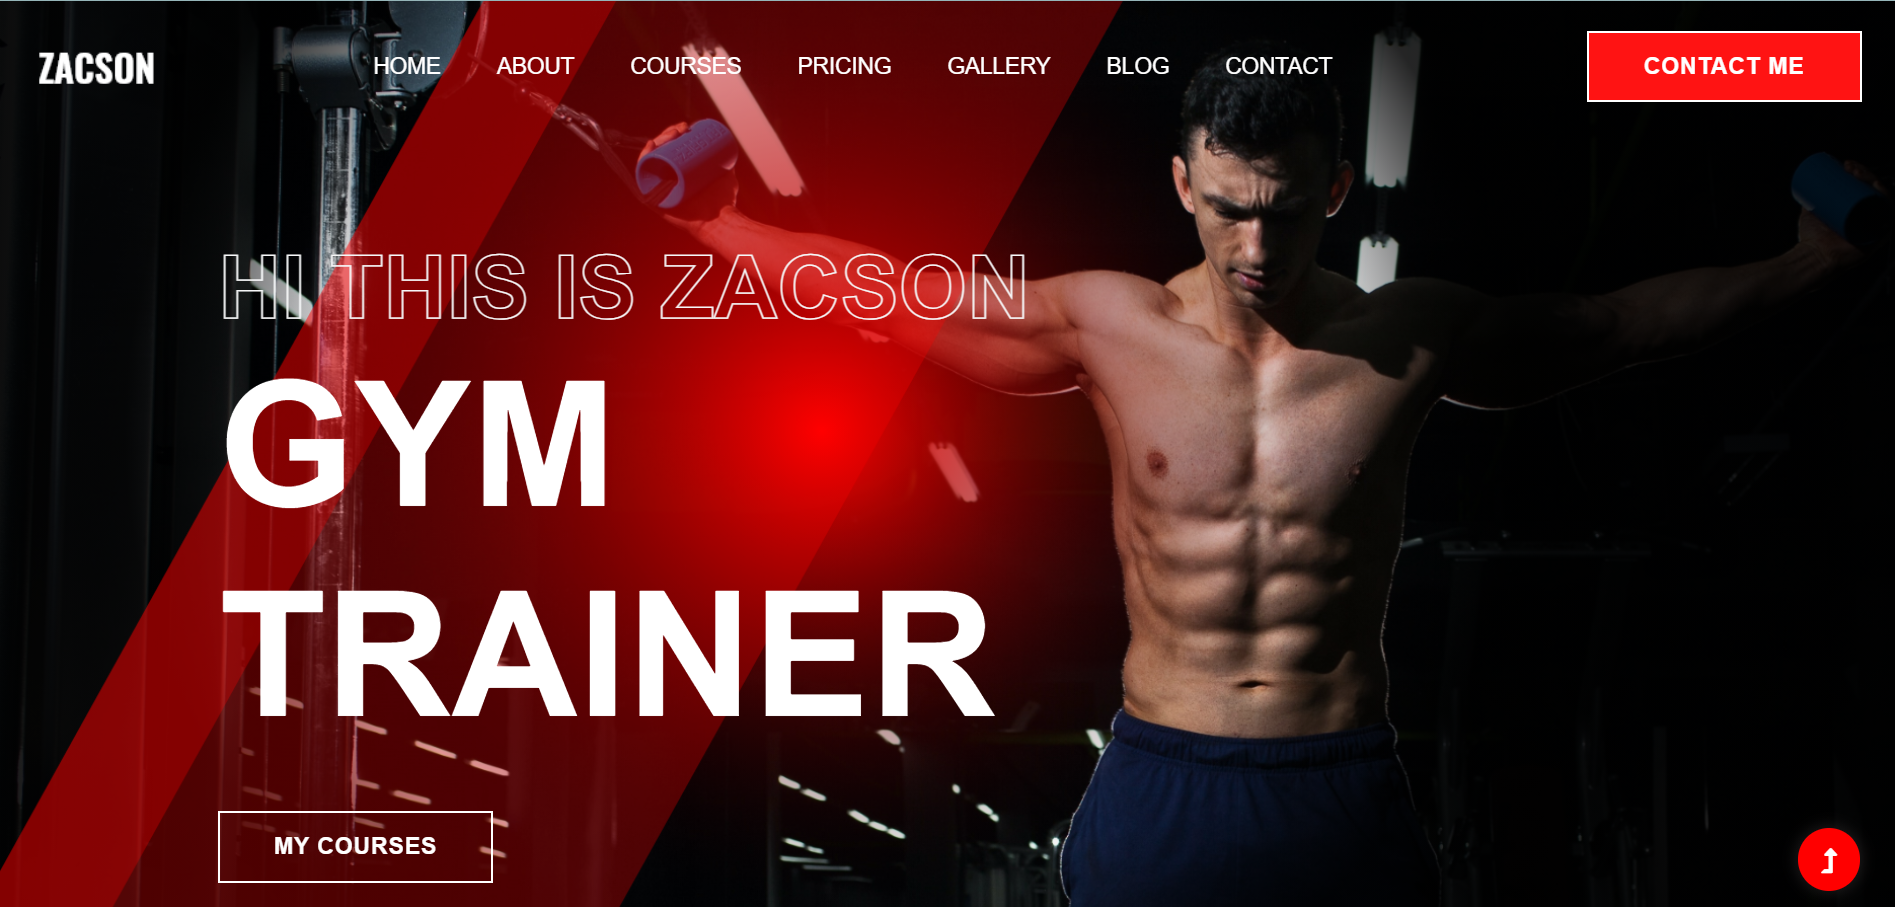 ZACSON
HOME ABOUT COURSES PRICING GALLERY BLOG CONTACT
CONTACT ME
HI THIS IS ZACSON
GYM
TRAINER
MY COURSES